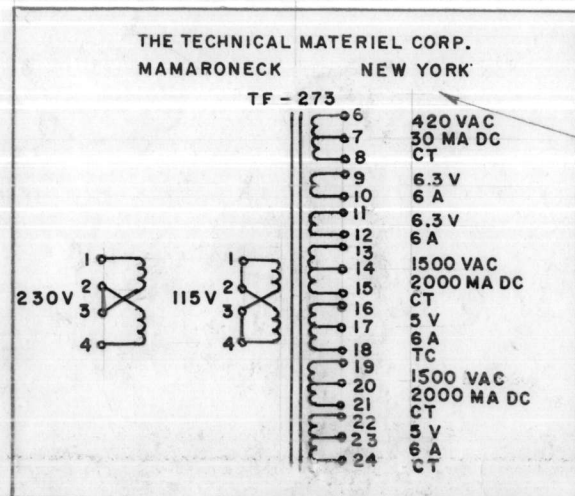 THE TECHNICAL MATERIEL CORP.
MAMARONECK NEW YORK
TF-273
6
7
8
420 VAC
30 MA DC
CT
9
10
6.3 V
6 A
11
12
6.3 V
6 A
13
14
15
1500 VAC
2000 MA DC
CT
16
17
18
5 V
6 A
TC
19
20
21
1500 VAC
2000 MA DC
CT
22
23
24
5 V
6 A
CT
230V
1
2
3
4
115V
1
2
3
4